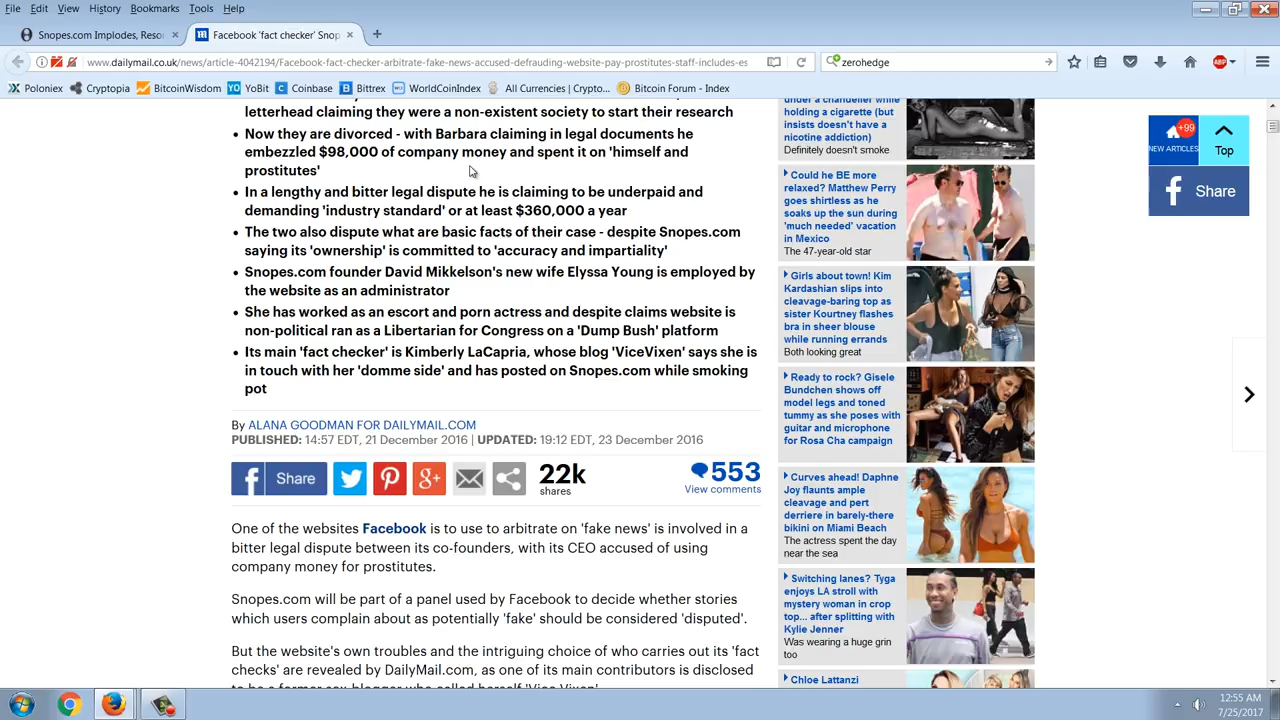 File Edit View History Bookmarks Tools Help
Snopes.com Implodes, Resor
Facebook 'fact checker' Snop
www.dailymail.co.uk/news/article-4042194/Facebook-fact-checker-arbitrate-fake-news-accused-defrauding-website-pay-prostitutes-staff-includes-es
zerohedge
ABP
Poloniex Cryptopia BitcoinWisdom YoBit Coinbase Bittrex WorldCoinIndex All Currencies | Crypto... Bitcoin Forum - Index
letterhead claiming they were a non-existent society to start their research
Now they are divorced - with Barbara claiming in legal documents he
embezzled $98,000 of company money and spent it on 'himself and
prostitutes'
In a lengthy and bitter legal dispute he is claiming to be underpaid and
demanding 'industry standard' or at least $360,000 a year
The two also dispute what are basic facts of their case - despite Snopes.com
saying its 'ownership' is committed to 'accuracy and impartiality'
Snopes.com founder David Mikkelson's new wife Elyssa Young is employed by
the website as an administrator
She has worked as an escort and porn actress and despite claims website is
non-political ran as a Libertarian for Congress on a 'Dump Bush' platform
Its main 'fact checker' is Kimberly LaCapria, whose blog 'ViceVixen' says she is
in touch with her 'domme side' and has posted on Snopes.com while smoking
pot
By ALANA GOODMAN FOR DAILYMAIL.COM
PUBLISHED: 14:57 EDT, 21 December 2016 | UPDATED: 19:12 EDT, 23 December 2016
Share
22k
shares
553
View comments
One of the websites Facebook is to use to arbitrate on 'fake news' is involved in a
bitter legal dispute between its co-founders, with its CEO accused of using
company money for prostitutes.
Snopes.com will be part of a panel used by Facebook to decide whether stories
which users complain about as potentially 'fake' should be considered 'disputed'.
But the website's own troubles and the intriguing choice of who carries out its 'fact
checks' are revealed by DailyMail.com, as one of its main contributors is disclosed
to be a former sex-blogger who called herself 'Vice Vixen'
under a chandelier while
holding a cigarette (but
insists doesn't have a
nicotine addiction)
Definitely doesn't smoke
Could he BE more
relaxed? Matthew Perry
goes shirtless as he
soaks up the sun during
'much needed' vacation
in Mexico
The 47-year-old star
Girls about town! Kim
Kardashian slips into
cleavage-baring top as
sister Kourtney flashes
bra in sheer blouse
while running errands
Both looking great
Ready to rock? Gisele
Bundchen shows off
model legs and toned
tummy as she poses with
guitar and microphone
for Rosa Cha campaign
Curves ahead! Daphne
Joy flaunts ample
cleavage and pert
derriere in barely-there
bikini on Miami Beach
The actress spent the day
near the sea
Switching lanes? Tyga
enjoys LA stroll with
mystery woman in crop
top... after splitting with
Kylie Jenner
Was wearing a huge grin
too
Chloe Lattanzi
+99
NEW ARTICLES
Top
Share
12:55 AM
7/25/2017